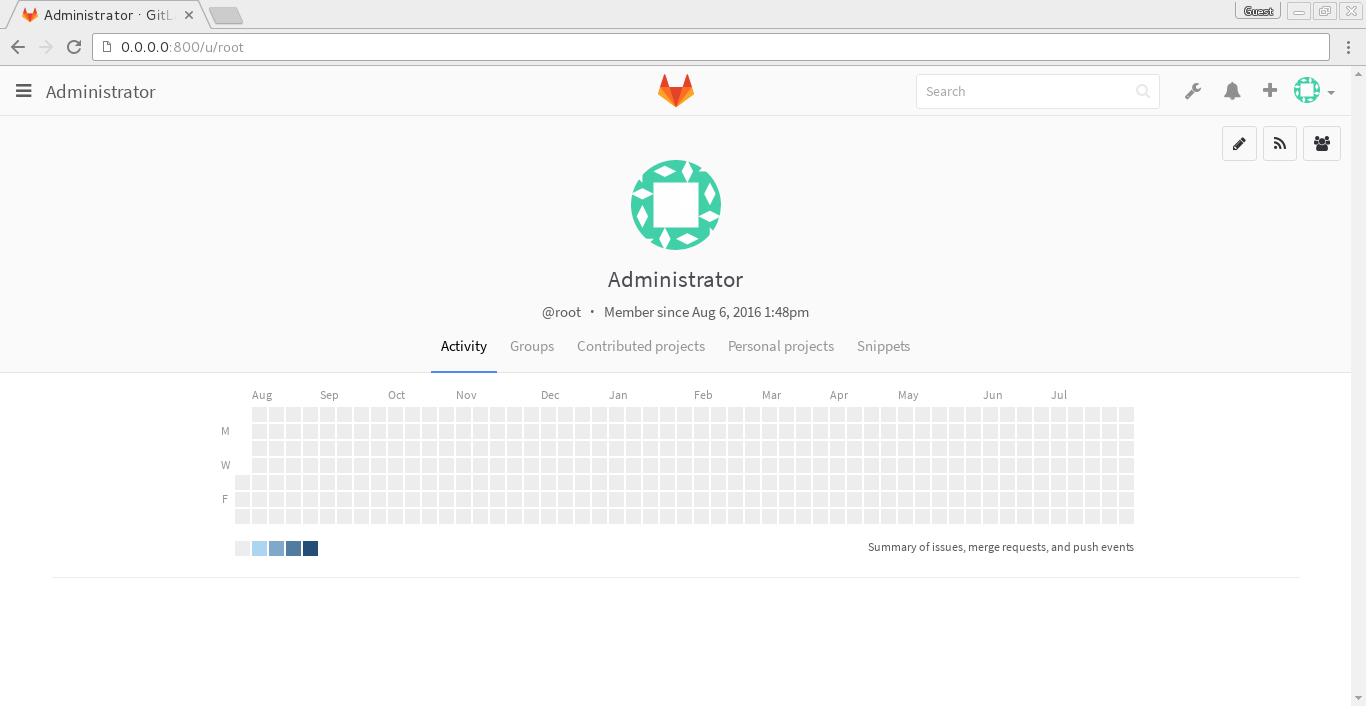 Administrator · GitL
Guest
0.0.0.0:800/u/root
Administrator
Search
Administrator
@root · Member since Aug 6, 2016 1:48pm
Activity Groups Contributed projects Personal projects Snippets
Aug Sep Oct Nov Dec Jan Feb Mar Apr May Jun Jul
M
W
F
Summary of issues, merge requests, and push events